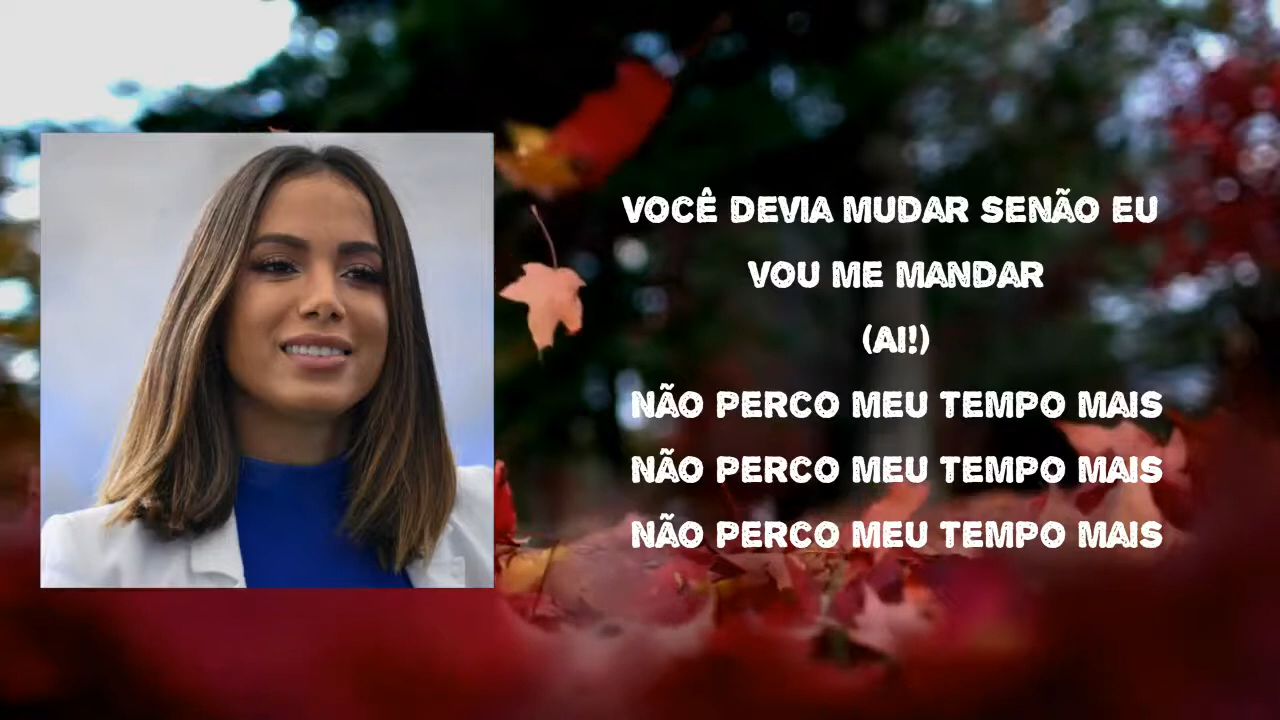 VOCÊ DEVIA MUDAR SENÃO EU
VOU ME MANDAR
(AI!)
NÃO PERCO MEU TEMPO MAIS
NÃO PERCO MEU TEMPO MAIS
NÃO PERCO MEU TEMPO MAIS